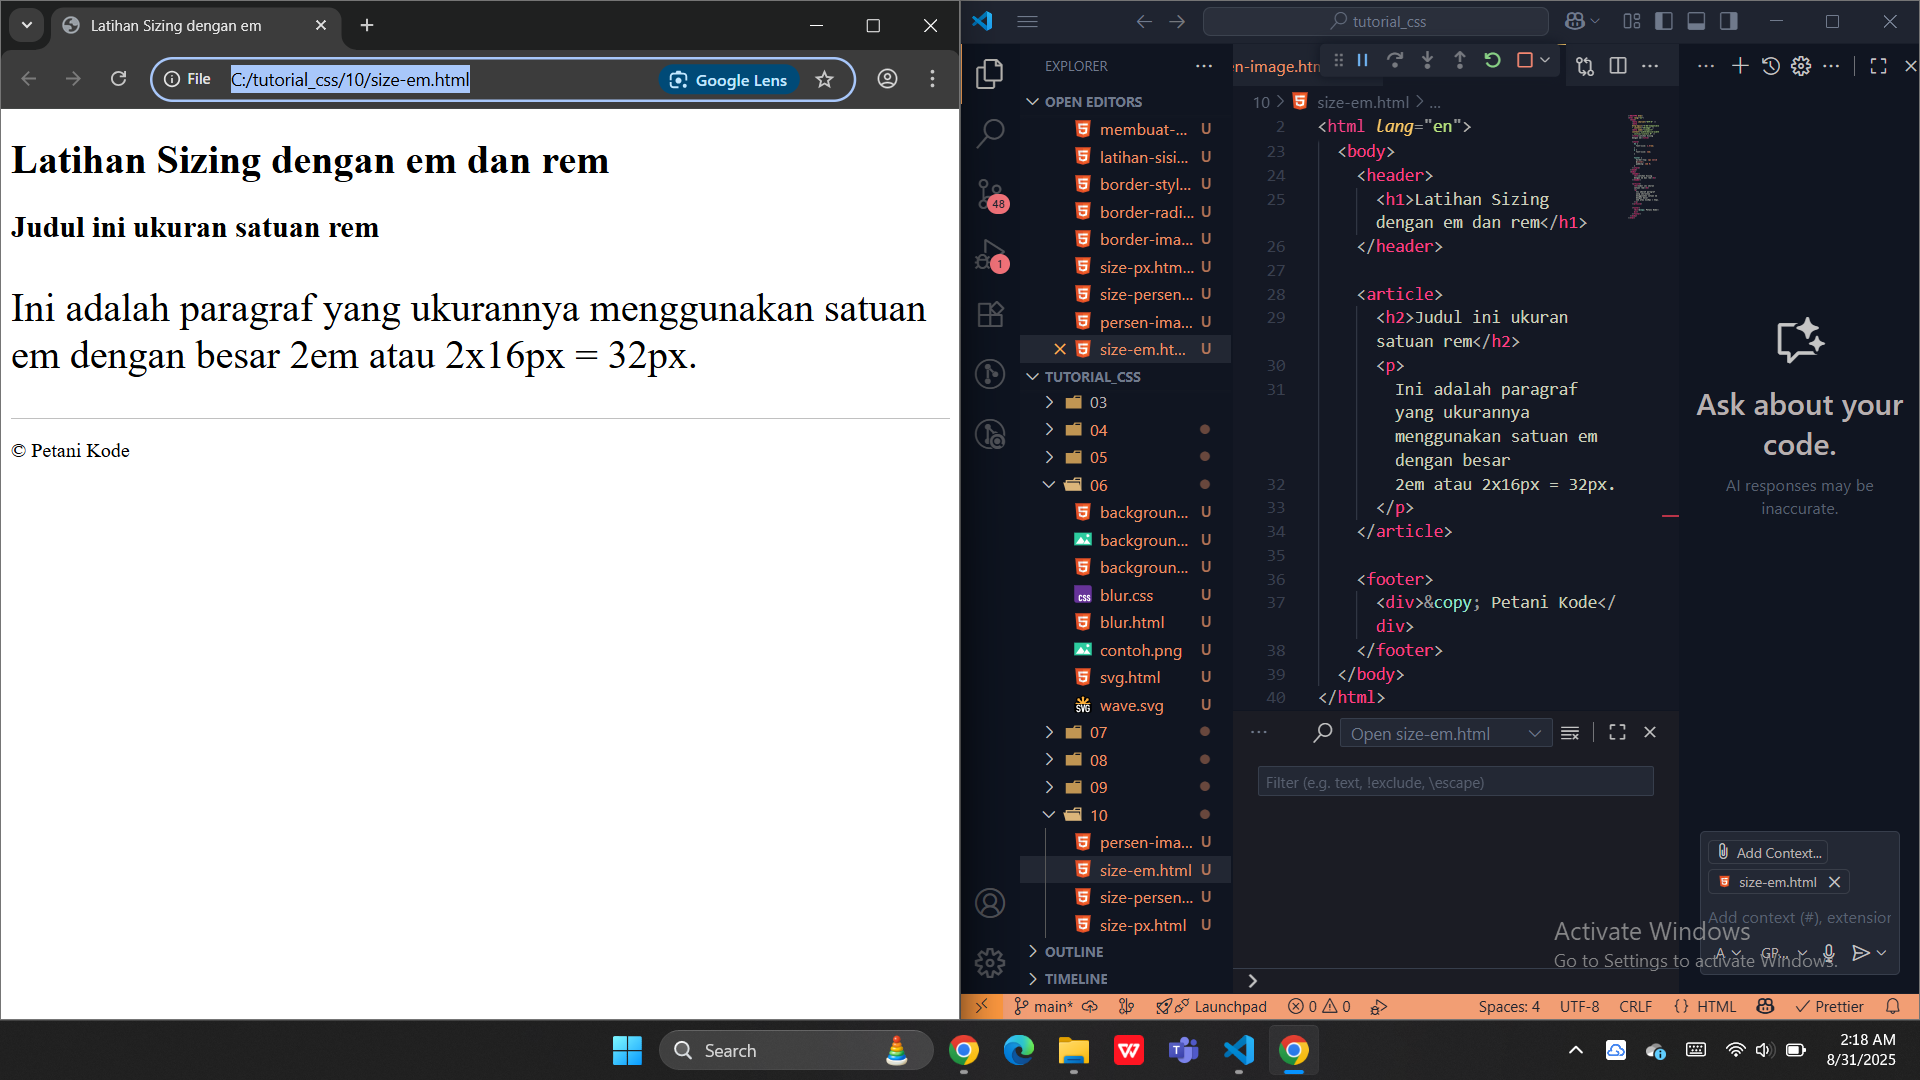 Latihan Sizing dengan em
File
C:/tutorial_css/10/size-em.html
Google Lens
Latihan Sizing dengan em dan rem
Judul ini ukuran satuan rem
Ini adalah paragraf yang ukurannya menggunakan satuan
em dengan besar 2em atau 2x16px = 32px.
© Petani Kode
tutorial_css
EXPLORER
OPEN EDITORS
membuat-... U
latihan-sisi... U
border-styl... U
border-radi... U
border-ima... U
size-px.htm... U
size-persen... U
persen-ima... U
size-em.ht... U
TUTORIAL_CSS
03
04
05
06
backgroun... U
backgroun... U
backgroun... U
blur.css U
blur.html U
contoh.png U
svg.html U
wave.svg U
07
08
09
10
persen-ima... U
size-em.html U
size-persen... U
size-px.html U
OUTLINE
TIMELINE
48
1
n-image.htn
10 > size-em.html > ...
2 <html lang="en">
23 <body>
24 <header>
25 <h1>Latihan Sizing
dengan em dan rem</h1>
26 </header>
27
28 <article>
29 <h2>Judul ini ukuran
satuan rem</h2>
30 <p>
31 Ini adalah paragraf
yang ukurannya
menggunakan satuan em
dengan besar
32 2em atau 2x16px = 32px.
33 </p>
34 </article>
35
36 <footer>
37 <div>&copy; Petani Kode</
div>
38 </footer>
39 </body>
40 </html>
Open size-em.html
Filter (e.g. text, !exclude, \escape)
Ask about your
code.
AI responses may be
inaccurate.
Add Context...
size-em.html
Add context (#), extension
A
GP...
Activate Windows
Go to Settings to activate Windows.
main*
Launchpad
0
0
Spaces: 4
UTF-8
CRLF
{} HTML
Prettier
Search
2:18 AM
8/31/2025